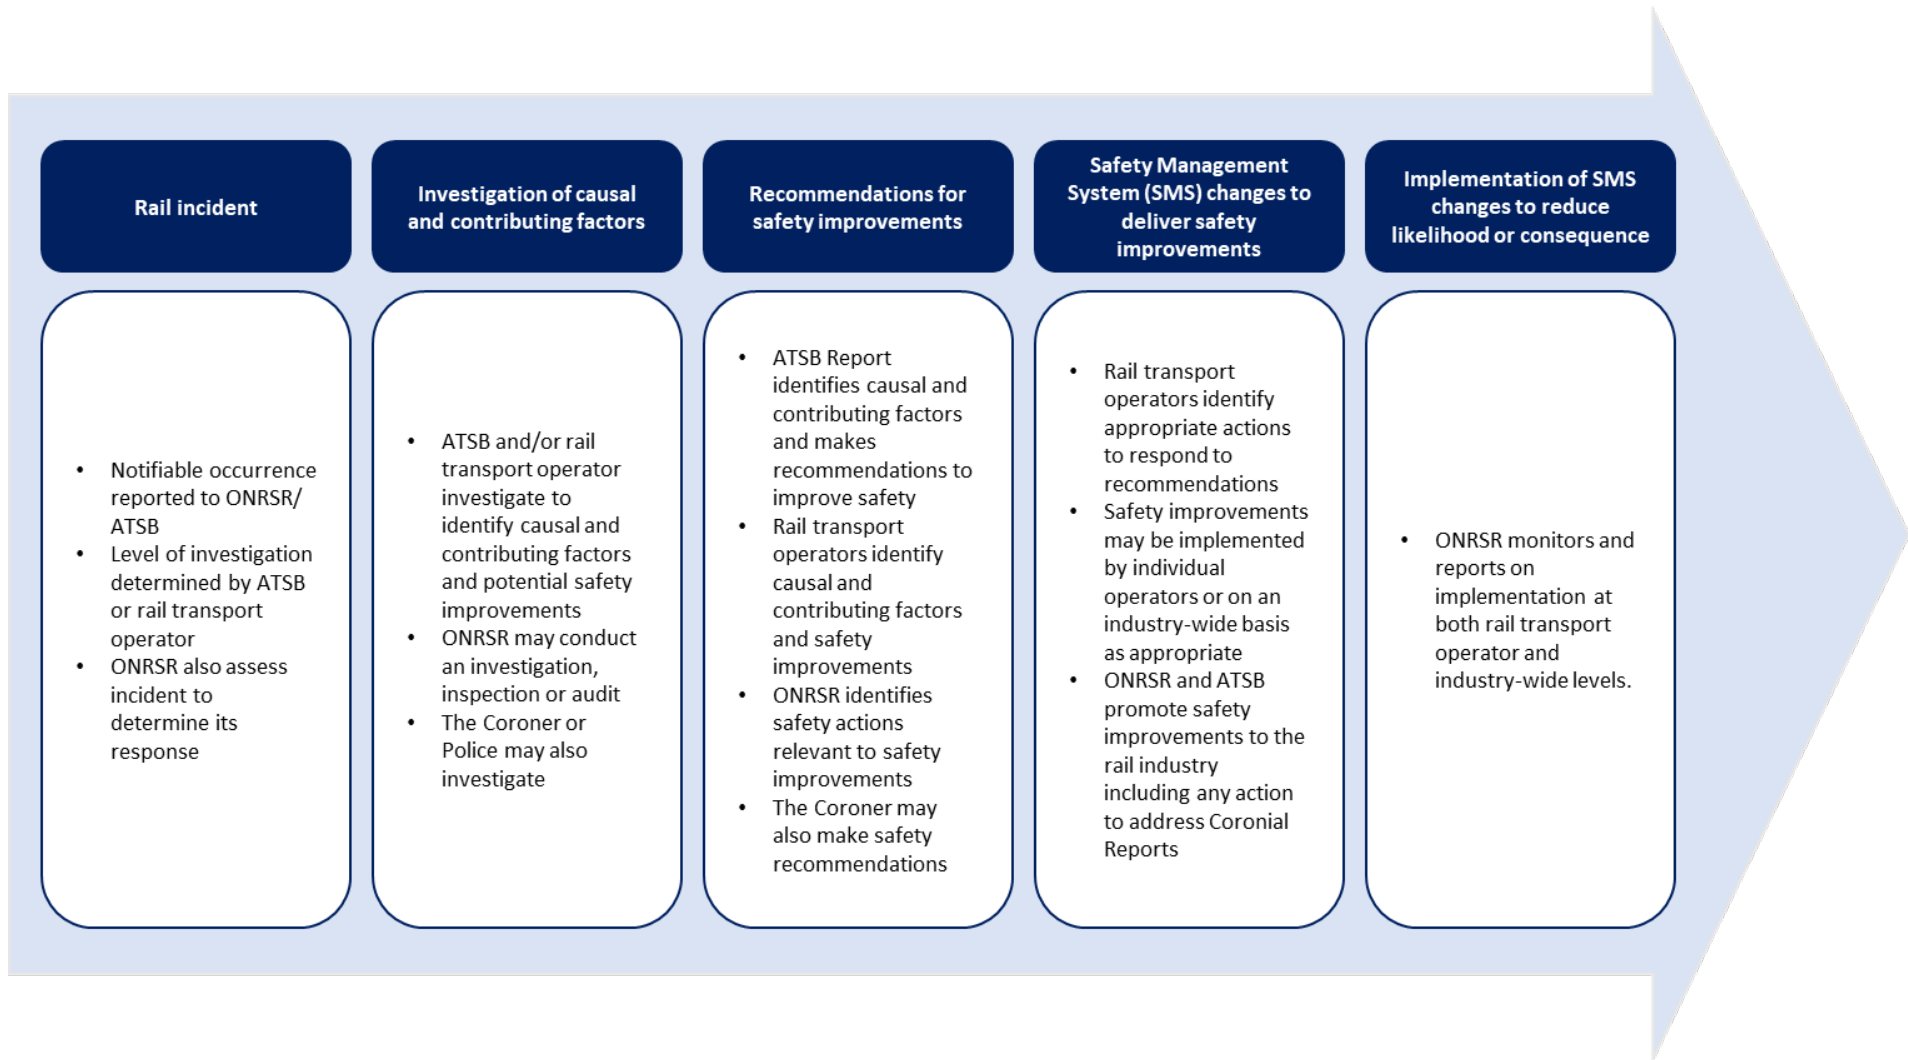 Rail incident
Investigation of causal
and contributing factors
Recommendations for
safety improvements
Safety Management
System (SMS) changes to
deliver safety
improvements
Implementation of SMS
changes to reduce
likelihood or consequence
• Notifiable occurrence
reported to ONRSR/
ATSB
• Level of investigation
determined by ATSB
or rail transport
operator
• ONRSR also assess
incident to
determine its
response
• ATSB and/or rail
transport operator
investigate to
identify causal and
contributing factors
and potential safety
improvements
• ONRSR may conduct
an investigation,
inspection or audit
• The Coroner or
Police may also
investigate
• ATSB Report
identifies causal and
contributing factors
and makes
recommendations to
improve safety
• Rail transport
operators identify
causal and
contributing factors
and safety
improvements
• ONRSR identifies
safety actions
relevant to safety
improvements
• The Coroner may
also make safety
recommendations
• Rail transport
operators identify
appropriate actions
to respond to
recommendations
• Safety improvements
may be implemented
by individual
operators or on an
industry-wide basis
as appropriate
• ONRSR and ATSB
promote safety
improvements to the
rail industry
including any action
to address Coronial
Reports
• ONRSR monitors and
reports on
implementation at
both rail transport
operator and
industry-wide levels.